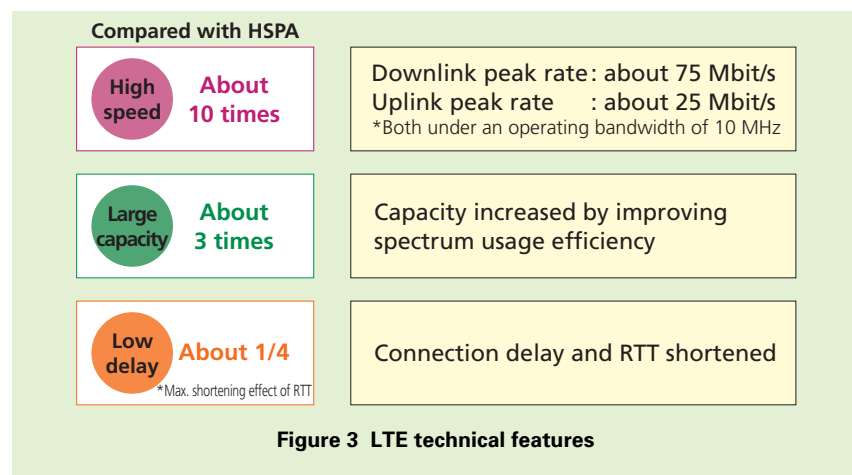 Compared with HSPA
High
speed
About
10 times
Downlink peak rate : about 75 Mbit/s
Uplink peak rate : about 25 Mbit/s
*Both under an operating bandwidth of 10 MHz
Large
capacity
About
3 times
Capacity increased by improving
spectrum usage efficiency
Low
delay
About 1/4
*Max. shortening effect of RTT
Connection delay and RTT shortened
Figure 3 LTE technical features